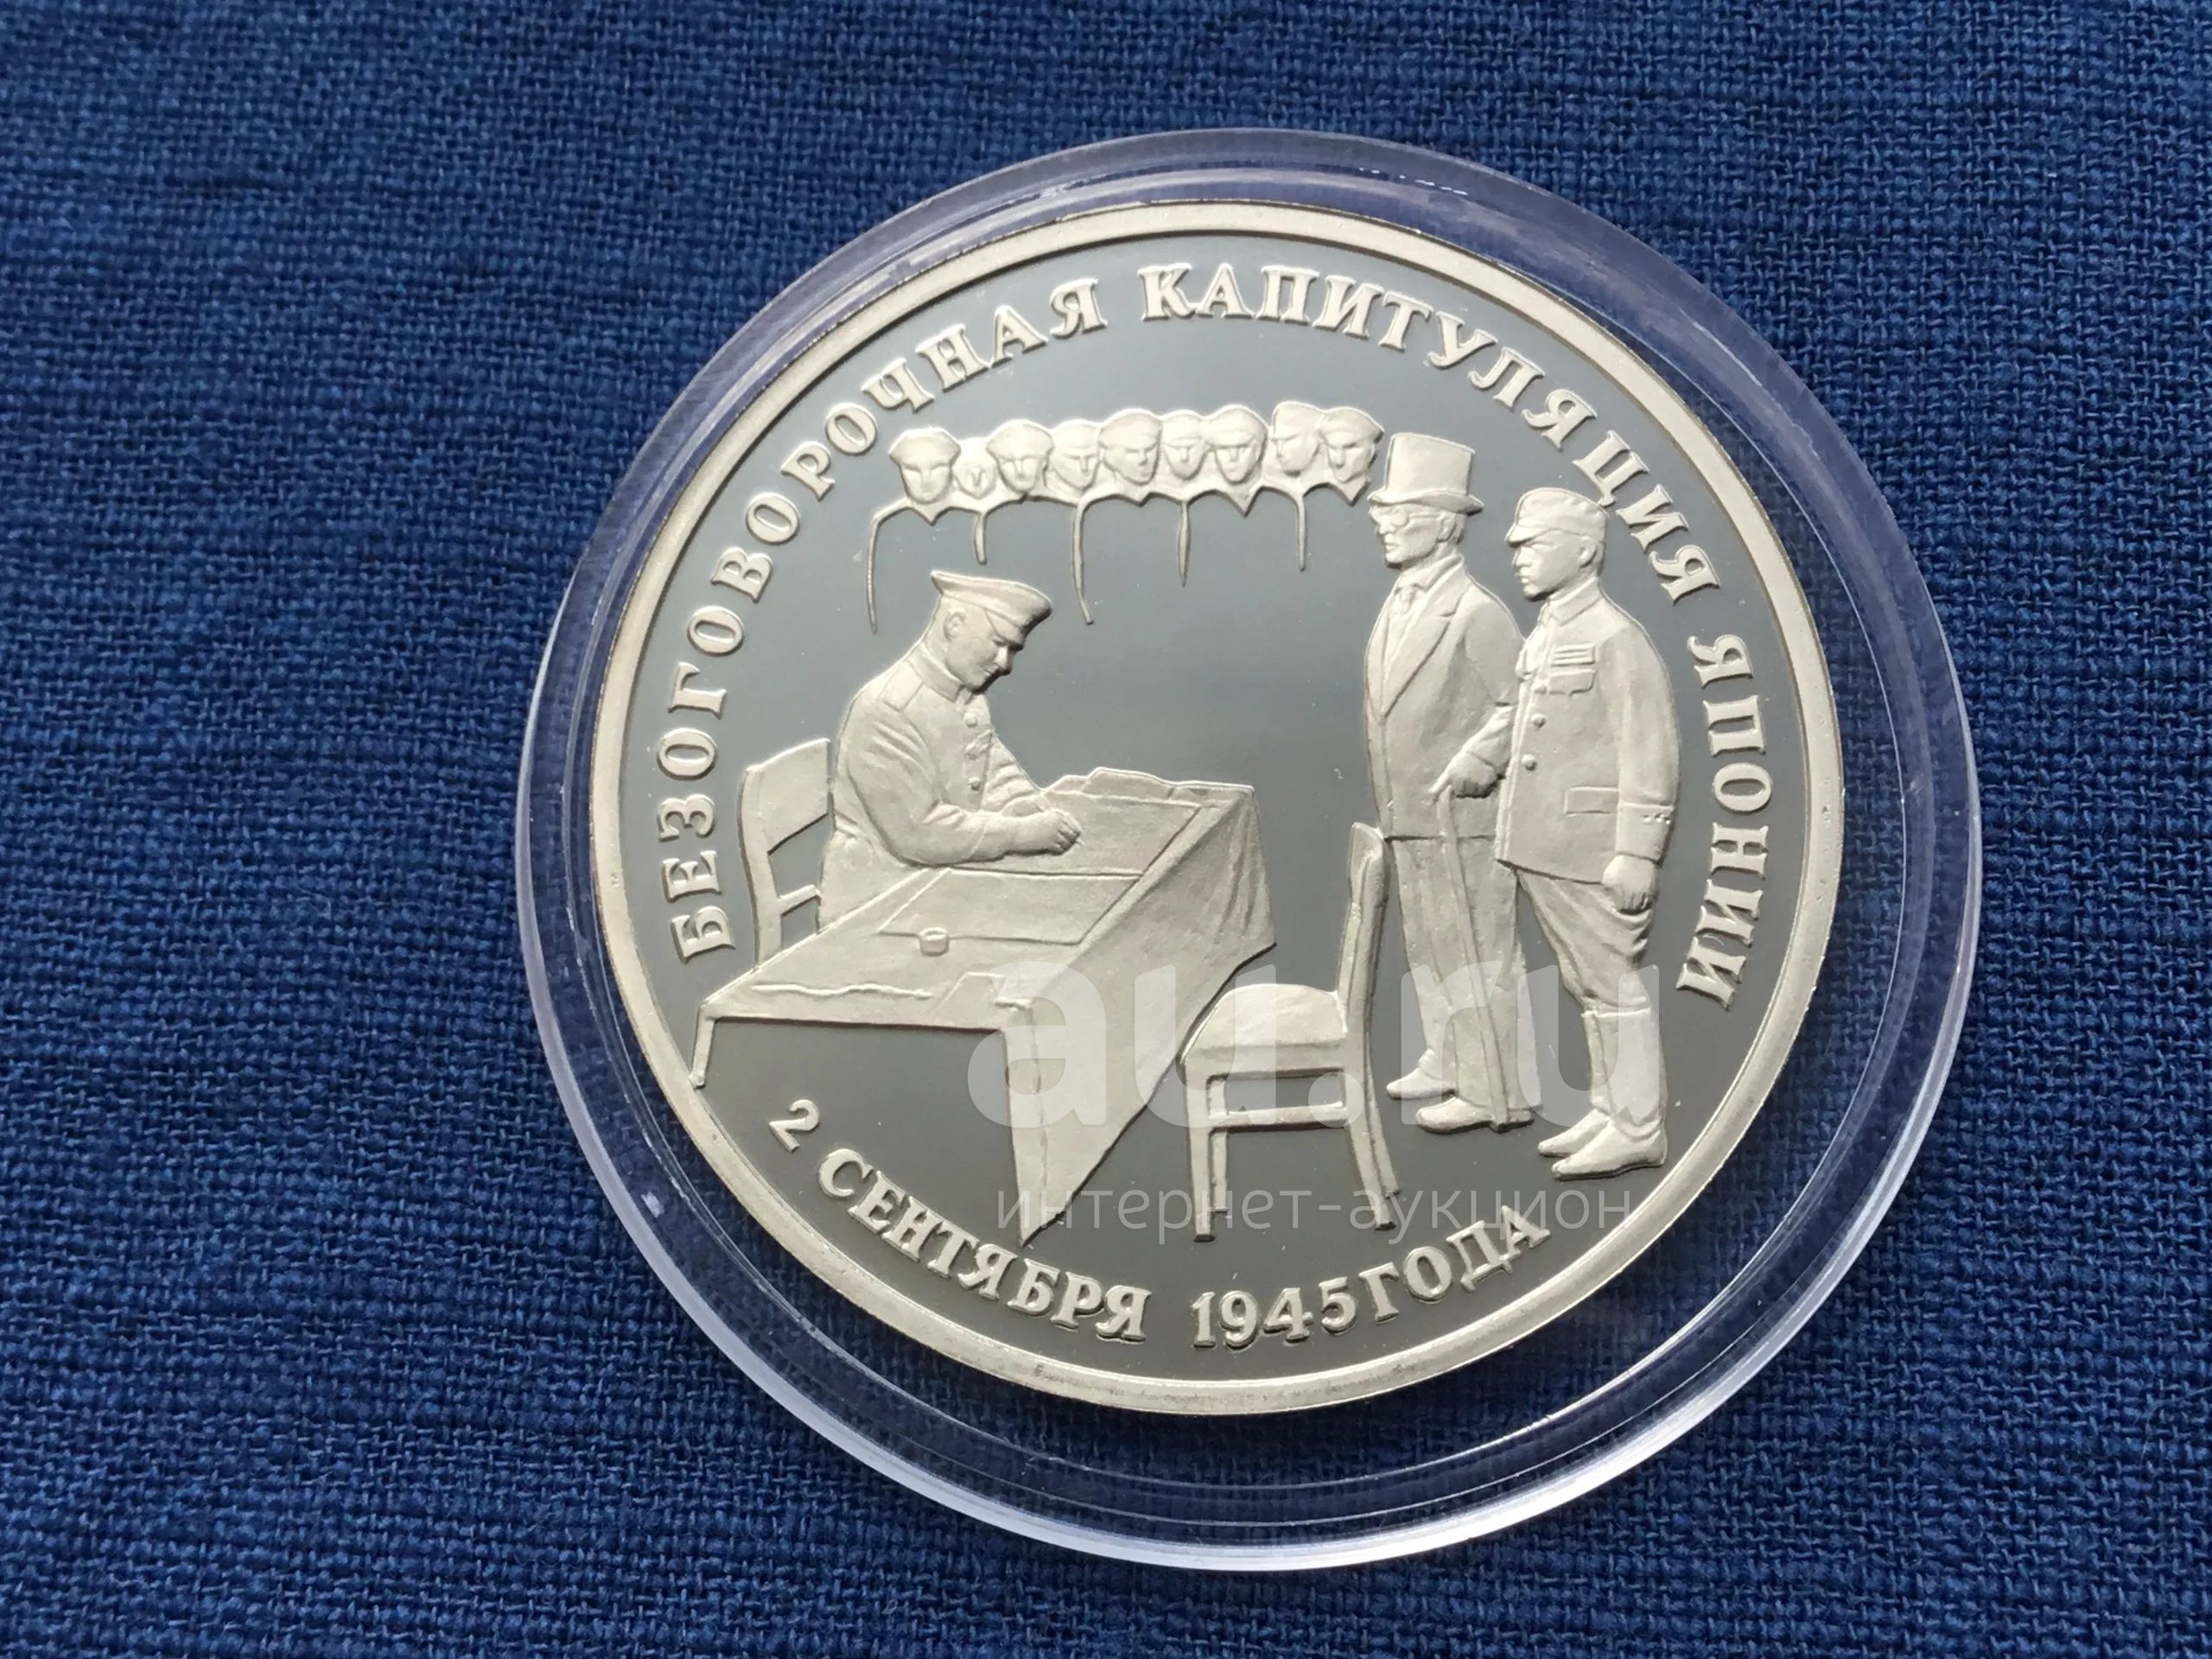 БЕЗОГОВОРОЧНАЯ КАПИТУЛЯЦИЯ ЯПОНИИ
2 СЕНТЯБРЯ 1945 ГОДА
au.ru
интернет-аукцион